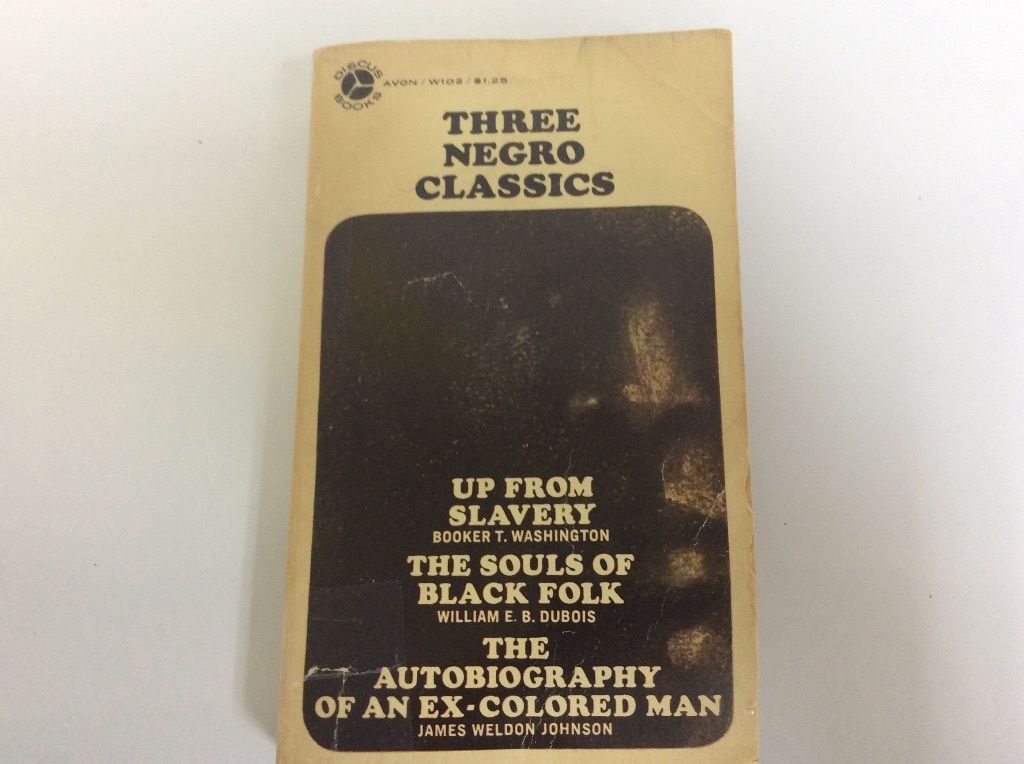 DISCUS
BOOKS
AVON / W102 / $1.25
THREE
NEGRO
CLASSICS
UP FROM
SLAVERY
BOOKER T. WASHINGTON
THE SOULS OF
BLACK FOLK
WILLIAM E. B. DUBOIS
THE
AUTOBIOGRAPHY
OF AN EX-COLORED MAN
JAMES WELDON JOHNSON